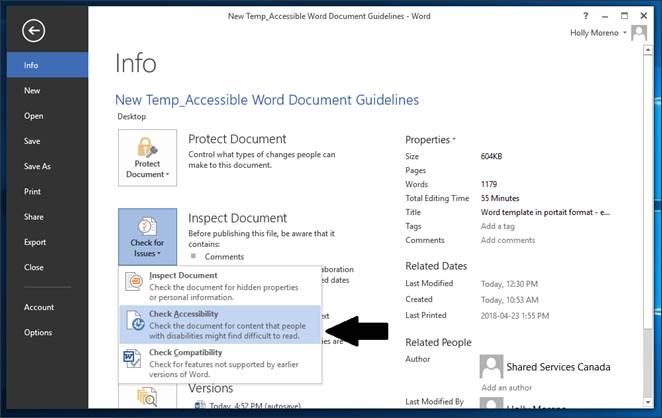 New Temp_Accessible Word Document Guidelines - Word
Holly Moreno
Info
New
Open
Save
Save As
Print
Share
Export
Close
Account
Options
Info
New Temp_Accessible Word Document Guidelines
Desktop
Protect
Document
Protect Document
Control what types of changes people can
make to this document.
Check for
Issues
Inspect Document
Before publishing this file, be aware that it
contains:
Comments
Inspect Document
Check the document for hidden properties
or personal information.
Check Accessibility
Check the document for content that people
with disabilities might find difficult to read.
Check Compatibility
Check for features not supported by earlier
versions of Word.
Versions
Today, 4:52 PM (autosave)
Properties
Size 604KB
Pages
Words 1179
Total Editing Time 55 Minutes
Title Word template in portait format - e...
Tags Add a tag
Comments Add comments
Related Dates
Last Modified Today, 12:30 PM
Created Today, 10:53 AM
Last Printed 2018-04-23 1:55 PM
Related People
Author Shared Services Canada
Add an author
Last Modified By Holly Moreno